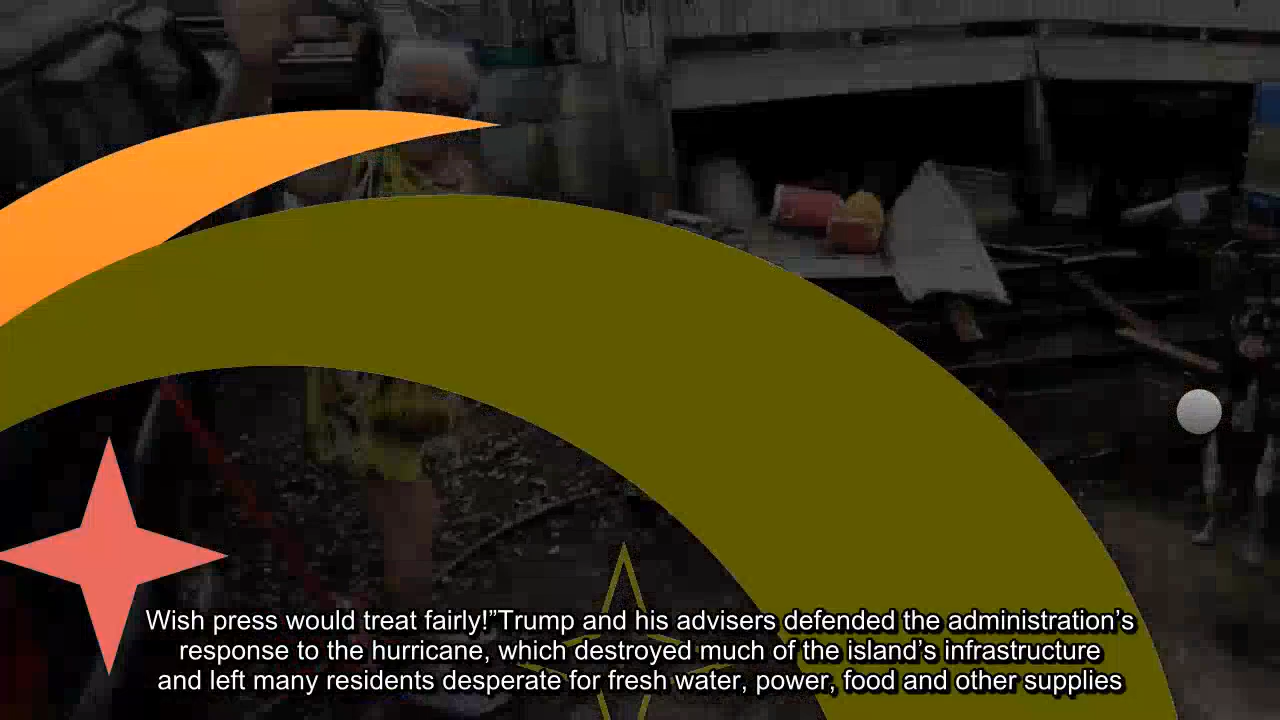 Wish press would treat fairly!”Trump and his advisers defended the administration’s
response to the hurricane, which destroyed much of the island’s infrastructure
and left many residents desperate for fresh water, power, food and other supplies